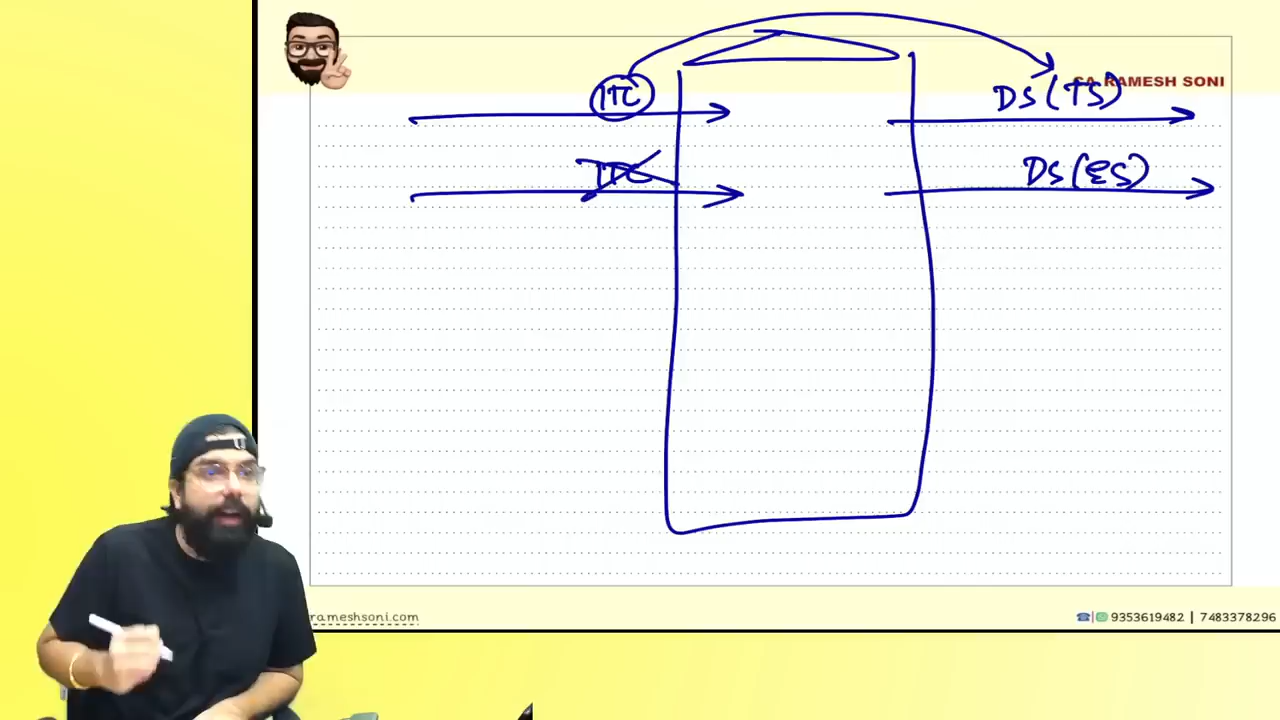 CA RAMESH SONI
ITC DS (TS)
ITC DS (ES)
rameshsoni.com
9353619482 | 7483378296